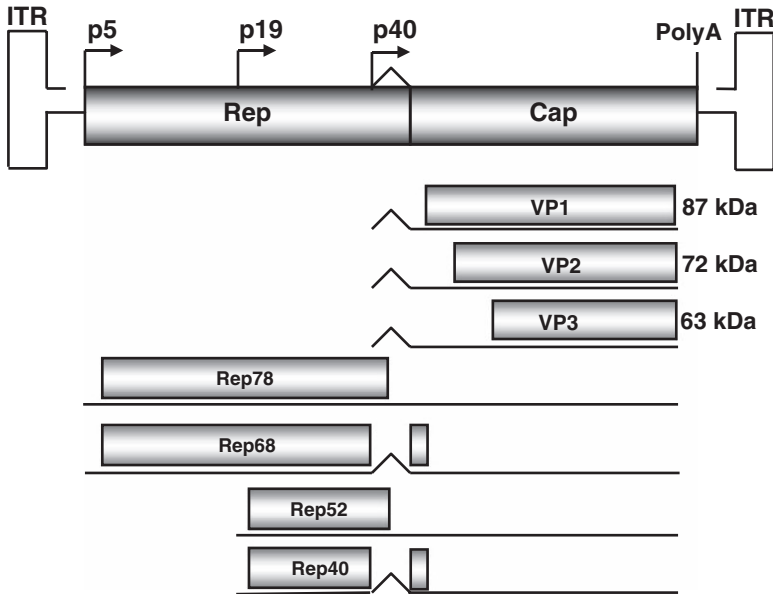 ITR
p5
p19
p40
PolyA
ITR
Rep
Cap
VP1
87 kDa
VP2
72 kDa
VP3
63 kDa
Rep78
Rep68
Rep52
Rep40